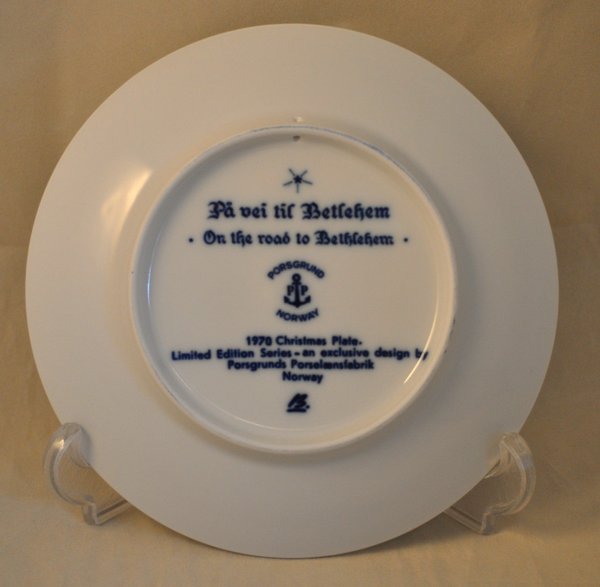 På vei til Betlehem
· On the road to Bethlehem ·
PORSGRUND
P P
NORWAY
1970 Christmas Plate.
Limited Edition Series - an exclusive design by
Porsgrunds Porselænsfabrik
Norway